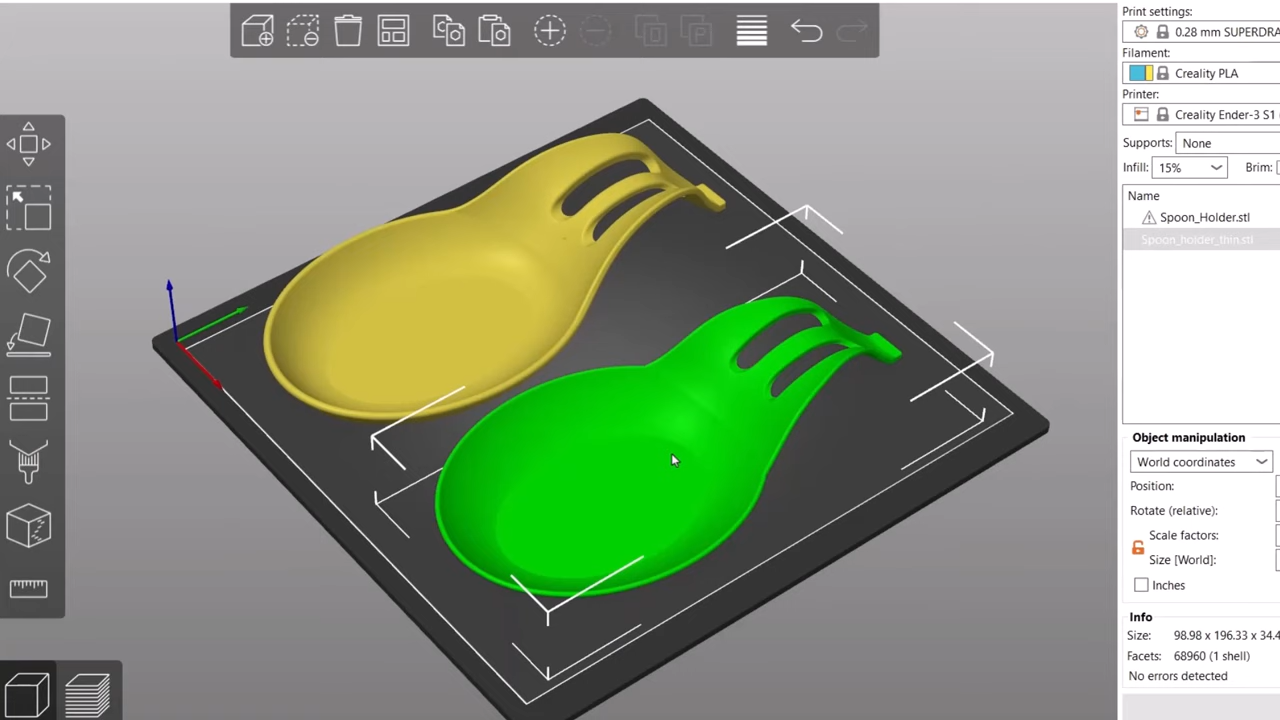 Print settings:
0.28 mm SUPERDRA
Filament:
Creality PLA
Printer:
Creality Ender-3 S1 (
Supports: None
Infill: 15% Brim:
Name
Spoon_Holder.stl
Spoon_holder_thin.stl
Object manipulation
World coordinates
Position:
Rotate (relative):
Scale factors:
Size [World]:
Inches
Info
Size: 98.98 x 196.33 x 34.4
Facets: 68960 (1 shell)
No errors detected